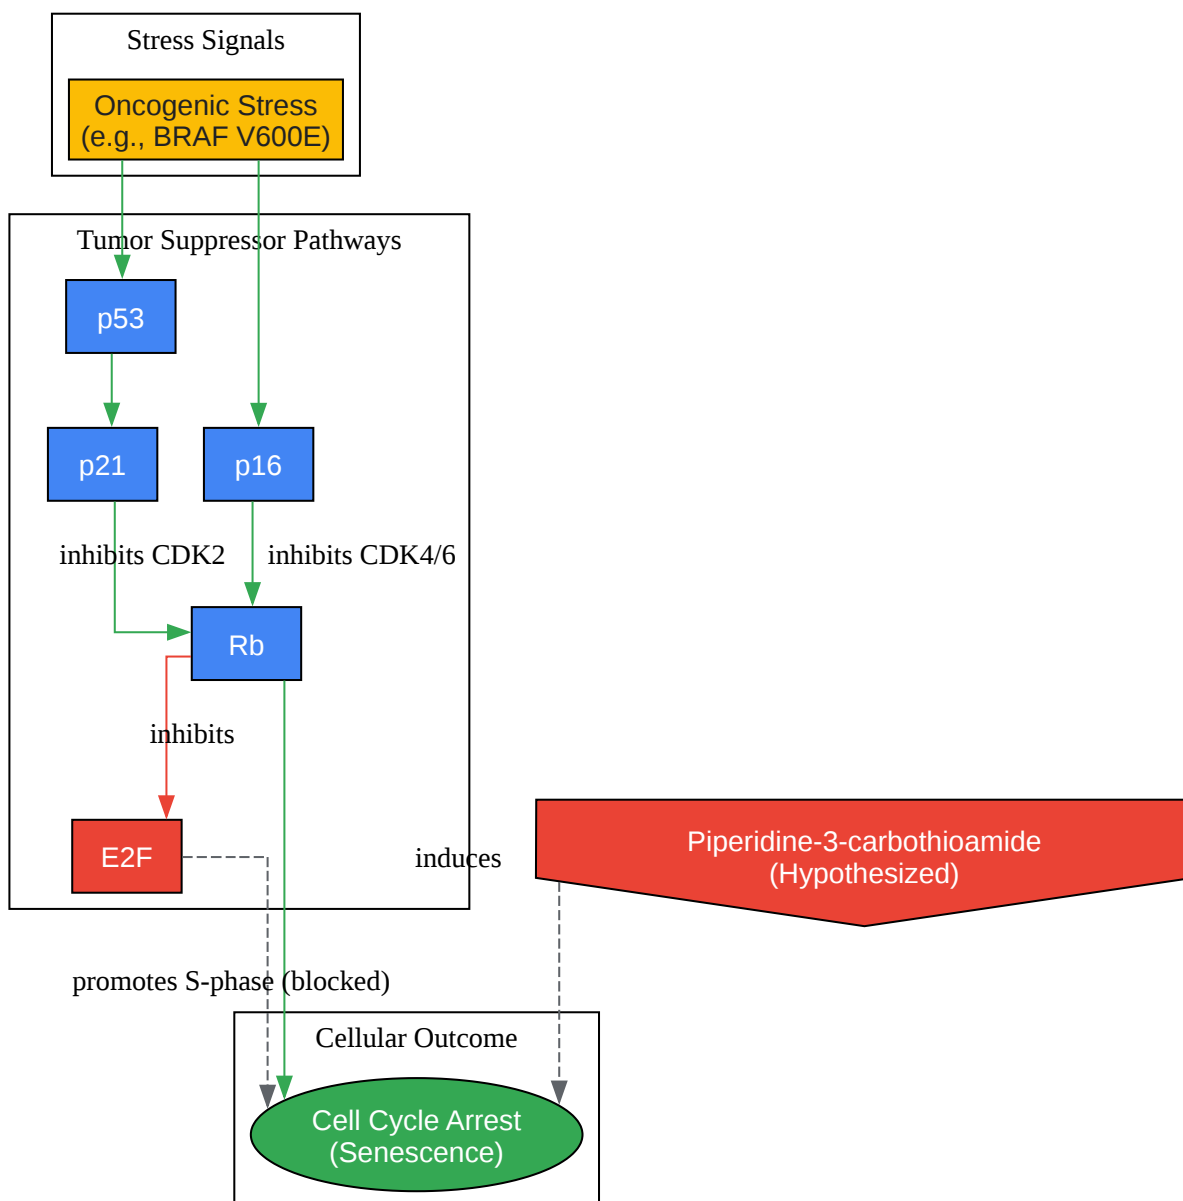 Stress Signals
Oncogenic Stress
(e.g., BRAF V600E)
Tumor Suppressor Pathways
p53
p21
p16
inhibits CDK2
inhibits CDK4/6
Rb
inhibits
E2F
induces
Piperidine-3-carbothioamide
(Hypothesized)
promotes S-phase (blocked)
Cellular Outcome
Cell Cycle Arrest
(Senescence)